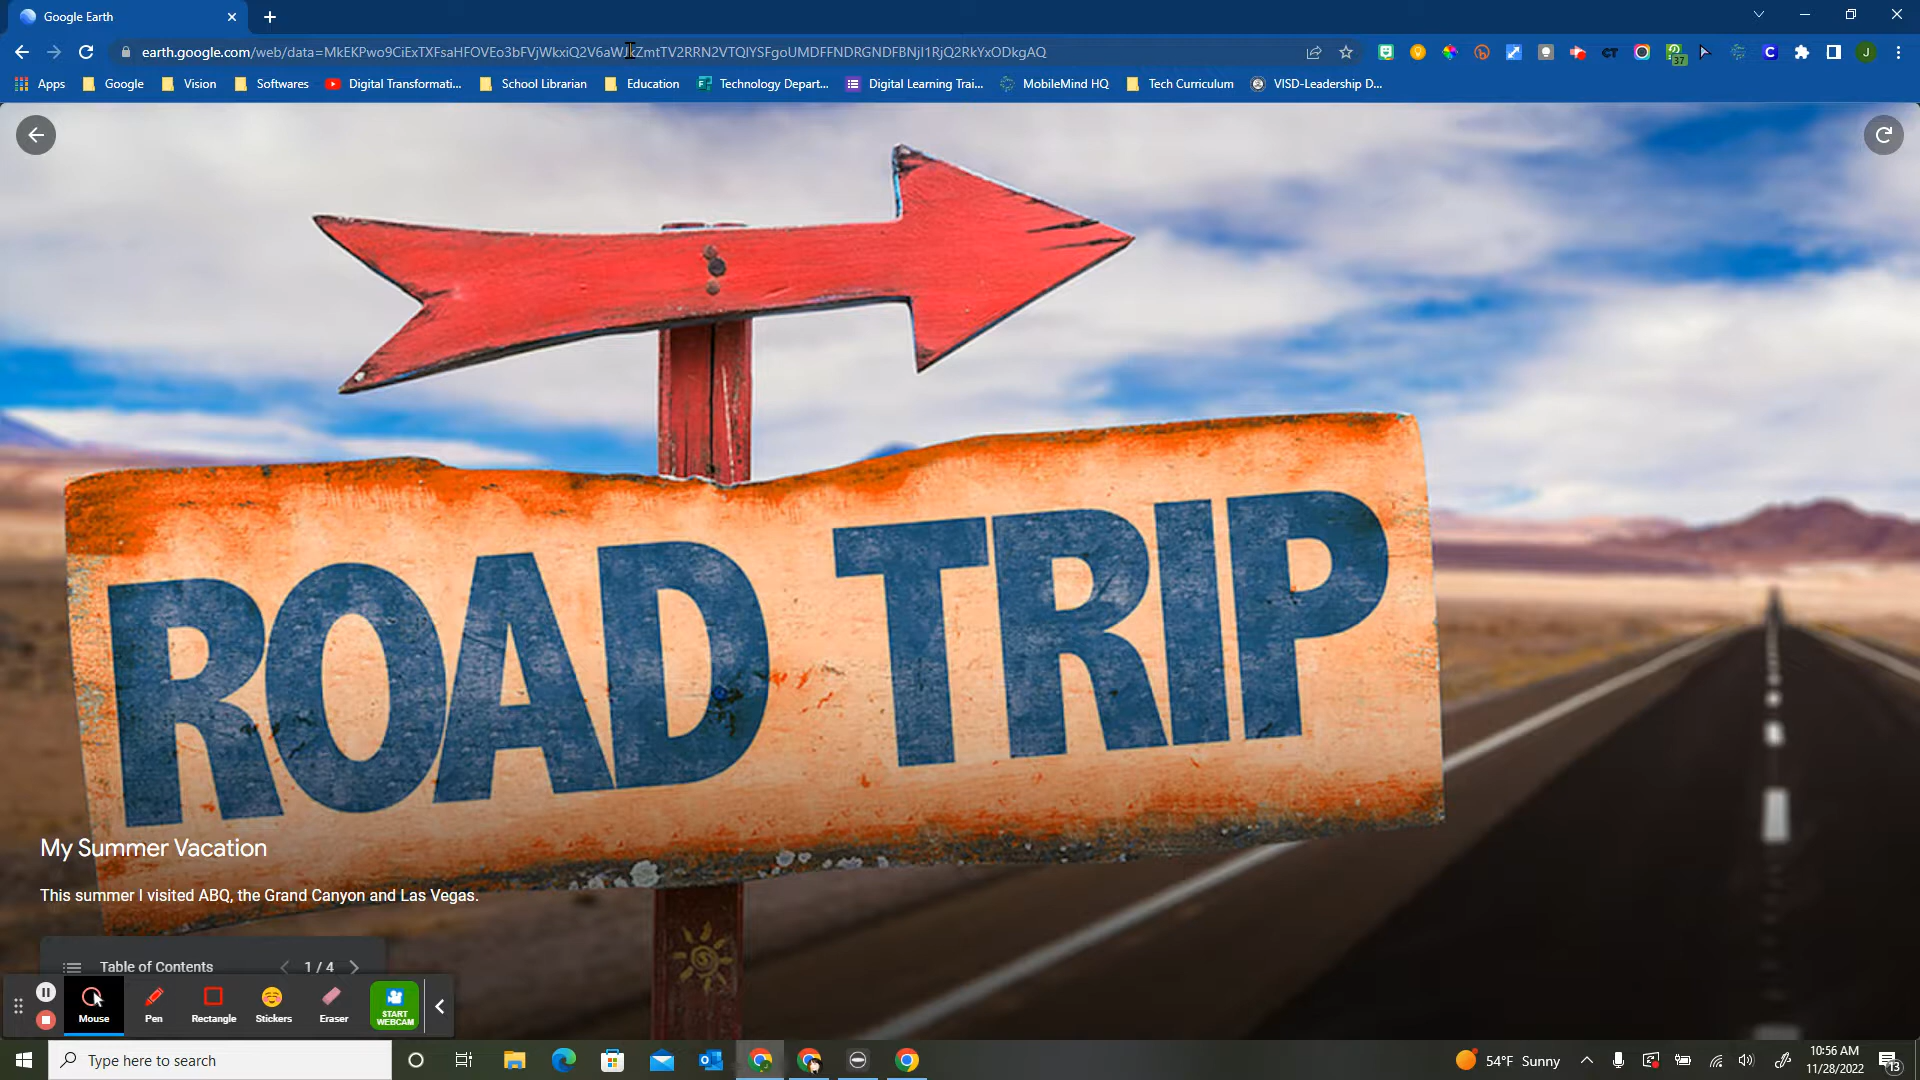 Google Earth
earth.google.com/web/data=MkEKPwo9CiExTXFsaHFOVEo3bFVjWkxiQ2V6aWJkZmtTV2RRN2VTQlYSFgoUMDFFNDRGNDFBNjI1RjQ2RkYxODkgAQ
37
J
Apps Google Vision Softwares Digital Transformati... School Librarian Education Technology Depart... Digital Learning Trai... MobileMind HQ Tech Curriculum VISD-Leadership D...
ROAD TRIP
My Summer Vacation
This summer I visited ABQ, the Grand Canyon and Las Vegas.
Table of Contents 1 / 4
Mouse Pen Rectangle Stickers Eraser START WEBCAM
Type here to search
54°F Sunny
10:56 AM
11/28/2022
13